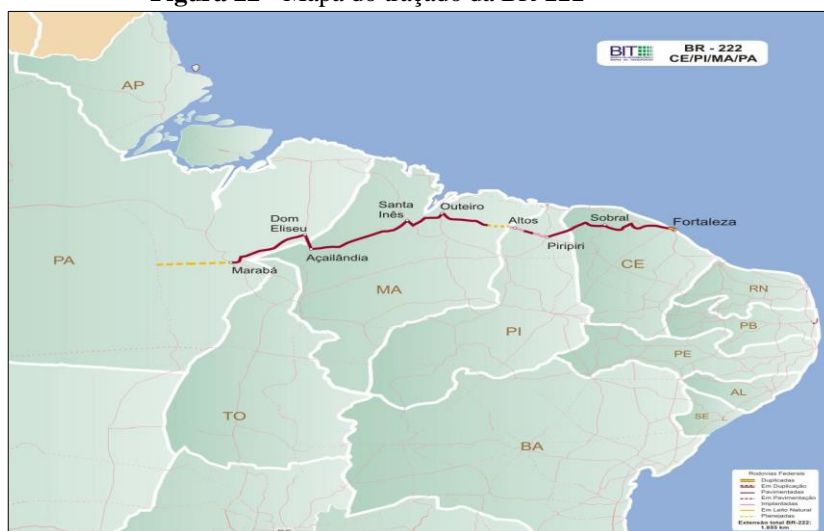 Figura 22 - Mapa do traçado da BR-222
BIT
BR - 222
CE/PI/MA/PA
AP
Santa
Inês
Outeiro
Altos
Sobral
Fortaleza
Dom
Eliseu
Piripiri
Açailândia
Marabá
PA
MA
CE
RN
PB
PI
PE
AL
TO
SE
BA
Rodovias Federais
Duplicadas
Em Duplicação
Pavimentadas
Em Pavimentação
Implantadas
Em Leito Natural
Planejadas
Extensão total BR-222: